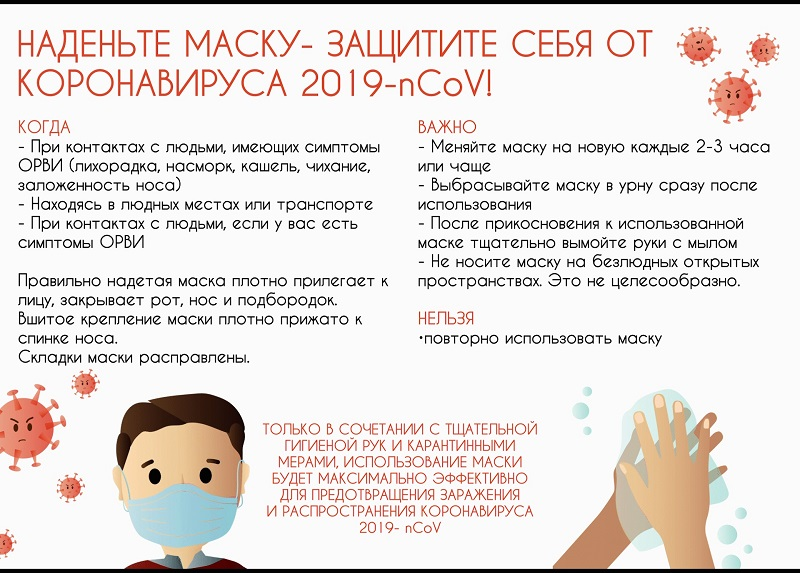 НАДЕНЬТЕ МАСКУ- ЗАЩИТИТЕ СЕБЯ ОТ
КОРОНАВИРУСА 2019-nCoV!
КОГДА
- При контактах с людьми, имеющих симптомы
ОРВИ (лихорадка, насморк, кашель, чихание,
заложенность носа)
- Находясь в людных местах или транспорте
- При контактах с людьми, если у вас есть
симптомы ОРВИ
Правильно надетая маска плотно прилегает к
лицу, закрывает рот, нос и подбородок.
Вшитое крепление маски плотно прижато к
спинке носа.
Складки маски расправлены.
ВАЖНО
- Меняйте маску на новую каждые 2-3 часа
или чаще
- Выбрасывайте маску в урну сразу после
использования
- После прикосновения к использованной
маске тщательно вымойте руки с мылом
- Не носите маску на безлюдных открытых
пространствах. Это не целесообразно.
НЕЛЬЗЯ
•повторно использовать маску
ТОЛЬКО В СОЧЕТАНИИ С ТЩАТЕЛЬНОЙ
ГИГИЕНОЙ РУК И КАРАНТИННЫМИ
МЕРАМИ, ИСПОЛЬЗОВАНИЕ МАСКИ
БУДЕТ МАКСИМАЛЬНО ЭФФЕКТИВНО
ДЛЯ ПРЕДОТВРАЩЕНИЯ ЗАРАЖЕНИЯ
И РАСПРОСТРАНЕНИЯ КОРОНАВИРУСА
2019- nCoV